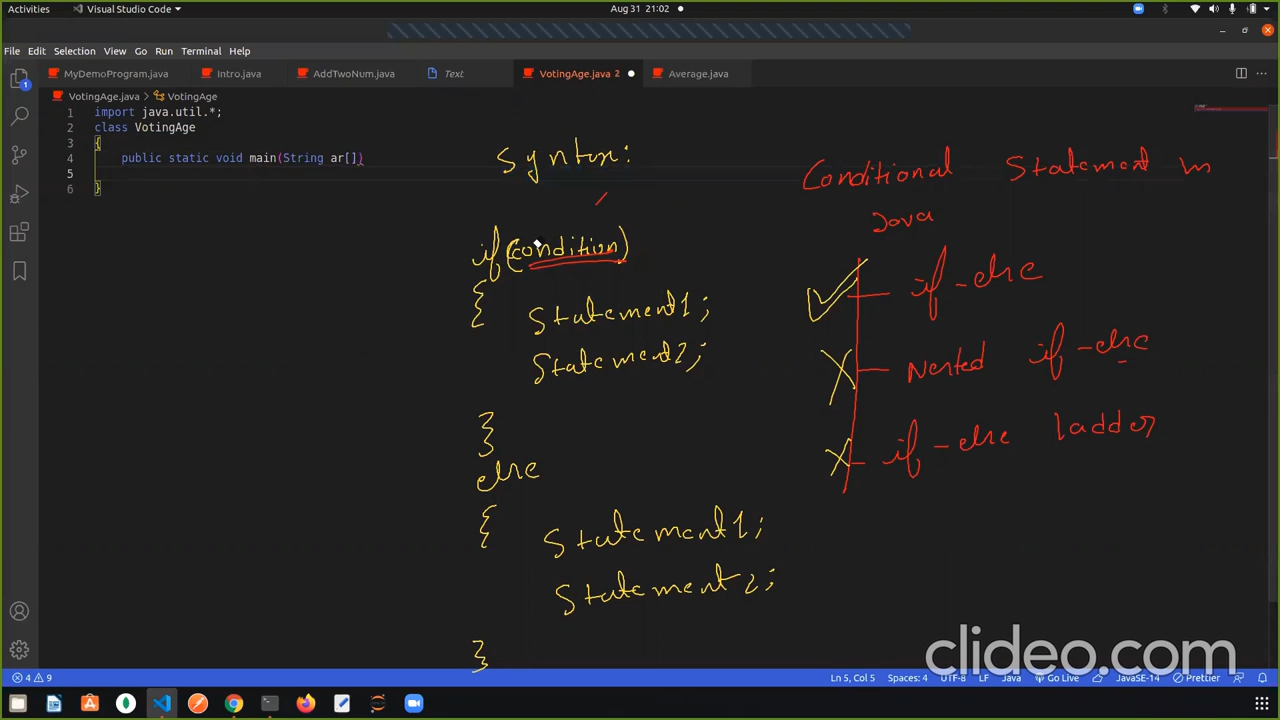 Activities
Visual Studio Code
Aug 31 21:02
File Edit Selection View Go Run Terminal Help
MyDemoProgram.java Intro.java AddTwoNum.java Text VotingAge.java 2 Average.java
VotingAge.java > VotingAge
1 import java.util.*;
2 class VotingAge
3 {
4 public static void main(String ar[])
5
6 }
Syntax:
if(condition)
{
Statement1;
Statement2;
}
else
{
Statement1;
Statement2;
}
Conditional Statement in
Java
if-else
Nested if-else
if-else ladder
clideo.com
4 9
Ln 5, Col 5 Spaces: 4 UTF-8 LF Java Go Live JavaSE-14 Prettier